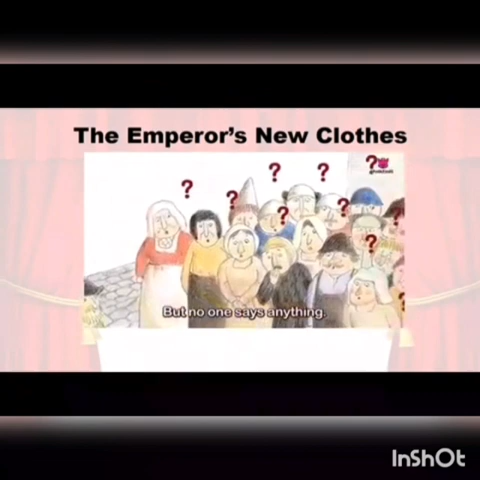 The Emperor's New Clothes
? ? ? ? ? ? ? ? ? ?
But no one says anything.
InShOt